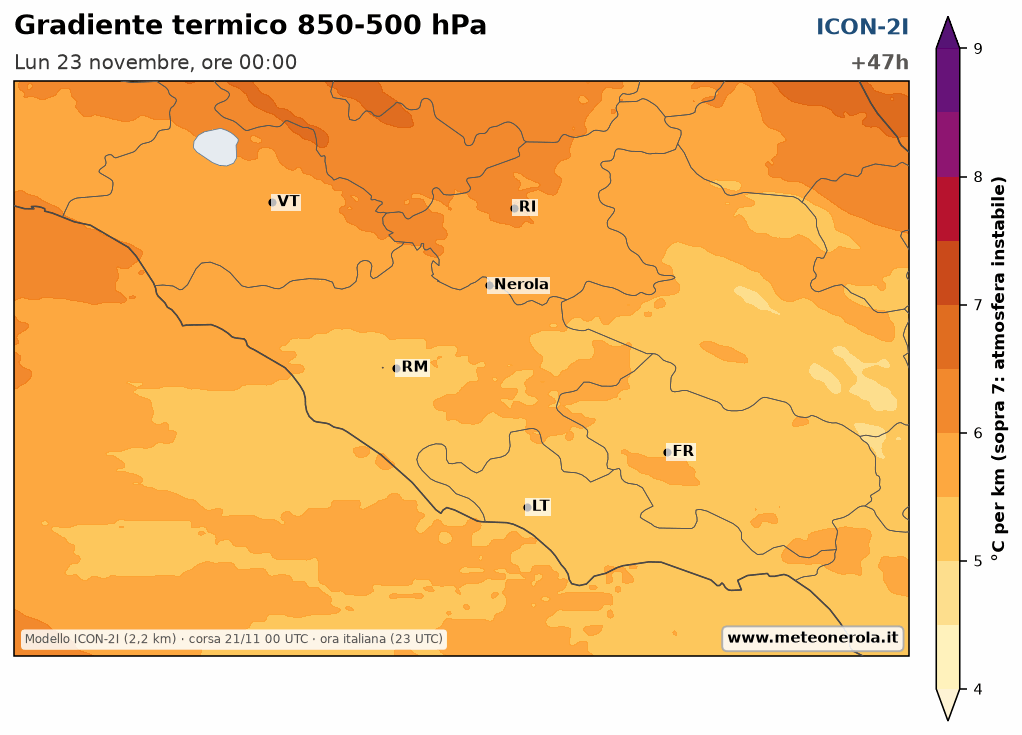 Gradiente termico 850-500 hPa
ICON-2I
Lun 23 novembre, ore 00:00
+47h
VT
RI
Nerola
RM
FR
LT
Modello ICON-2I (2,2 km) · corsa 21/11 00 UTC · ora italiana (23 UTC)
www.meteonerola.it
9
8
7
6
5
4
°C per km (sopra 7: atmosfera instabile)